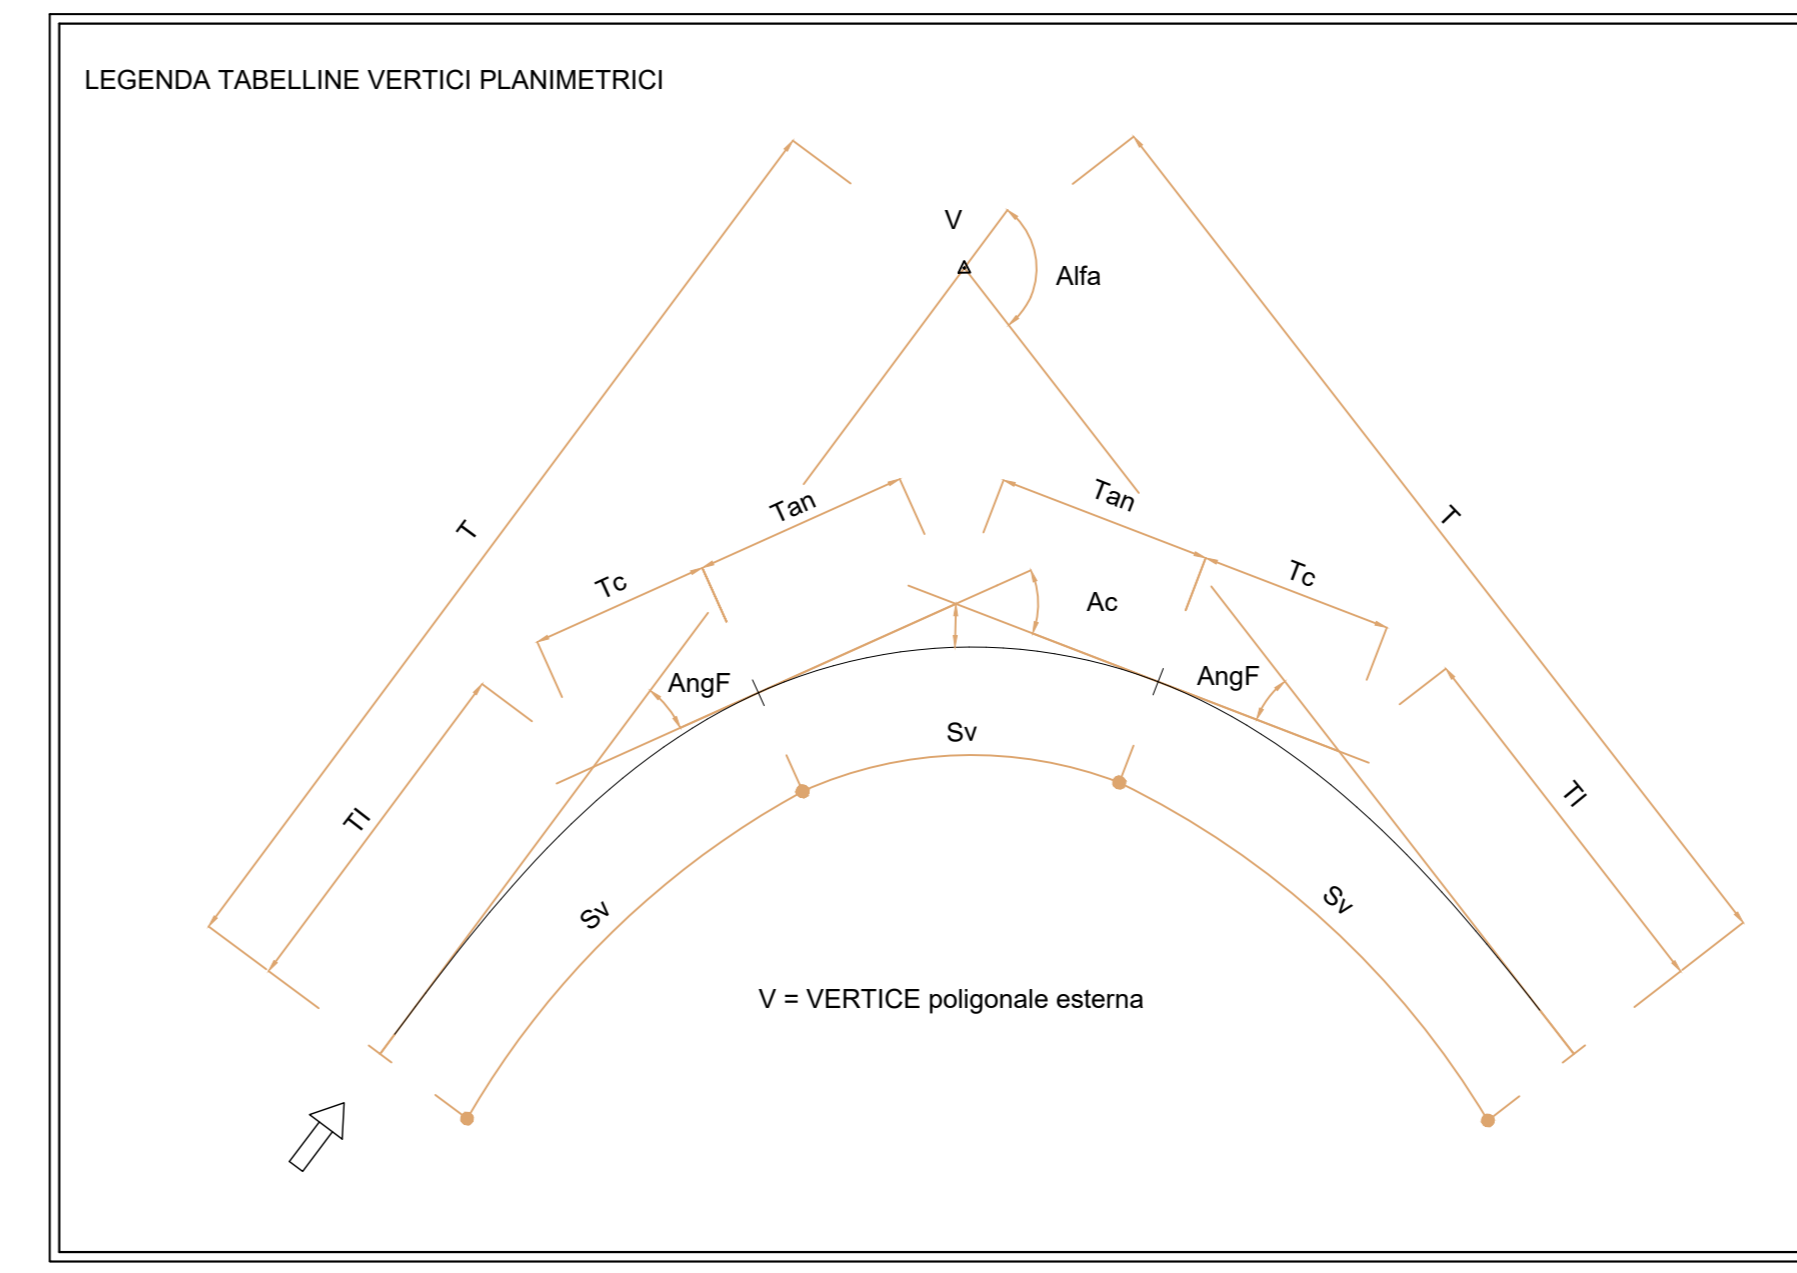 LEGENDA TABELLINE VERTICI PLANIMETRICI
V
Alfa
T
T
Tan
Tan
Tc
Tc
Ac
AngF
AngF
Sv
Tl
Tl
Sv
Sv
V = VERTICE poligonale esterna